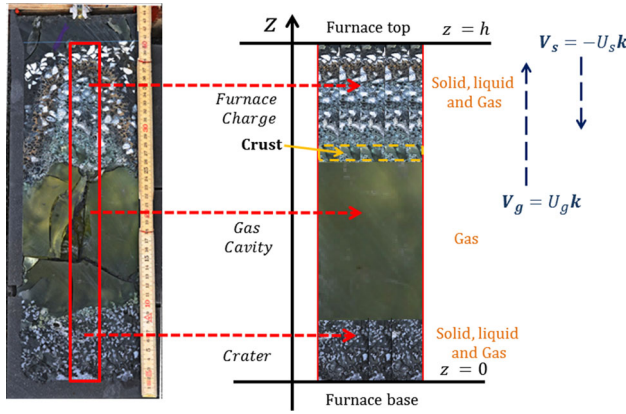 Z
Furnace top
z = h
V_s = −U_s k
Furnace
Charge
Solid, liquid
and Gas
Crust
V_g = U_g k
Gas
Cavity
Gas
Crater
Solid, liquid
and Gas
z = 0
Furnace base